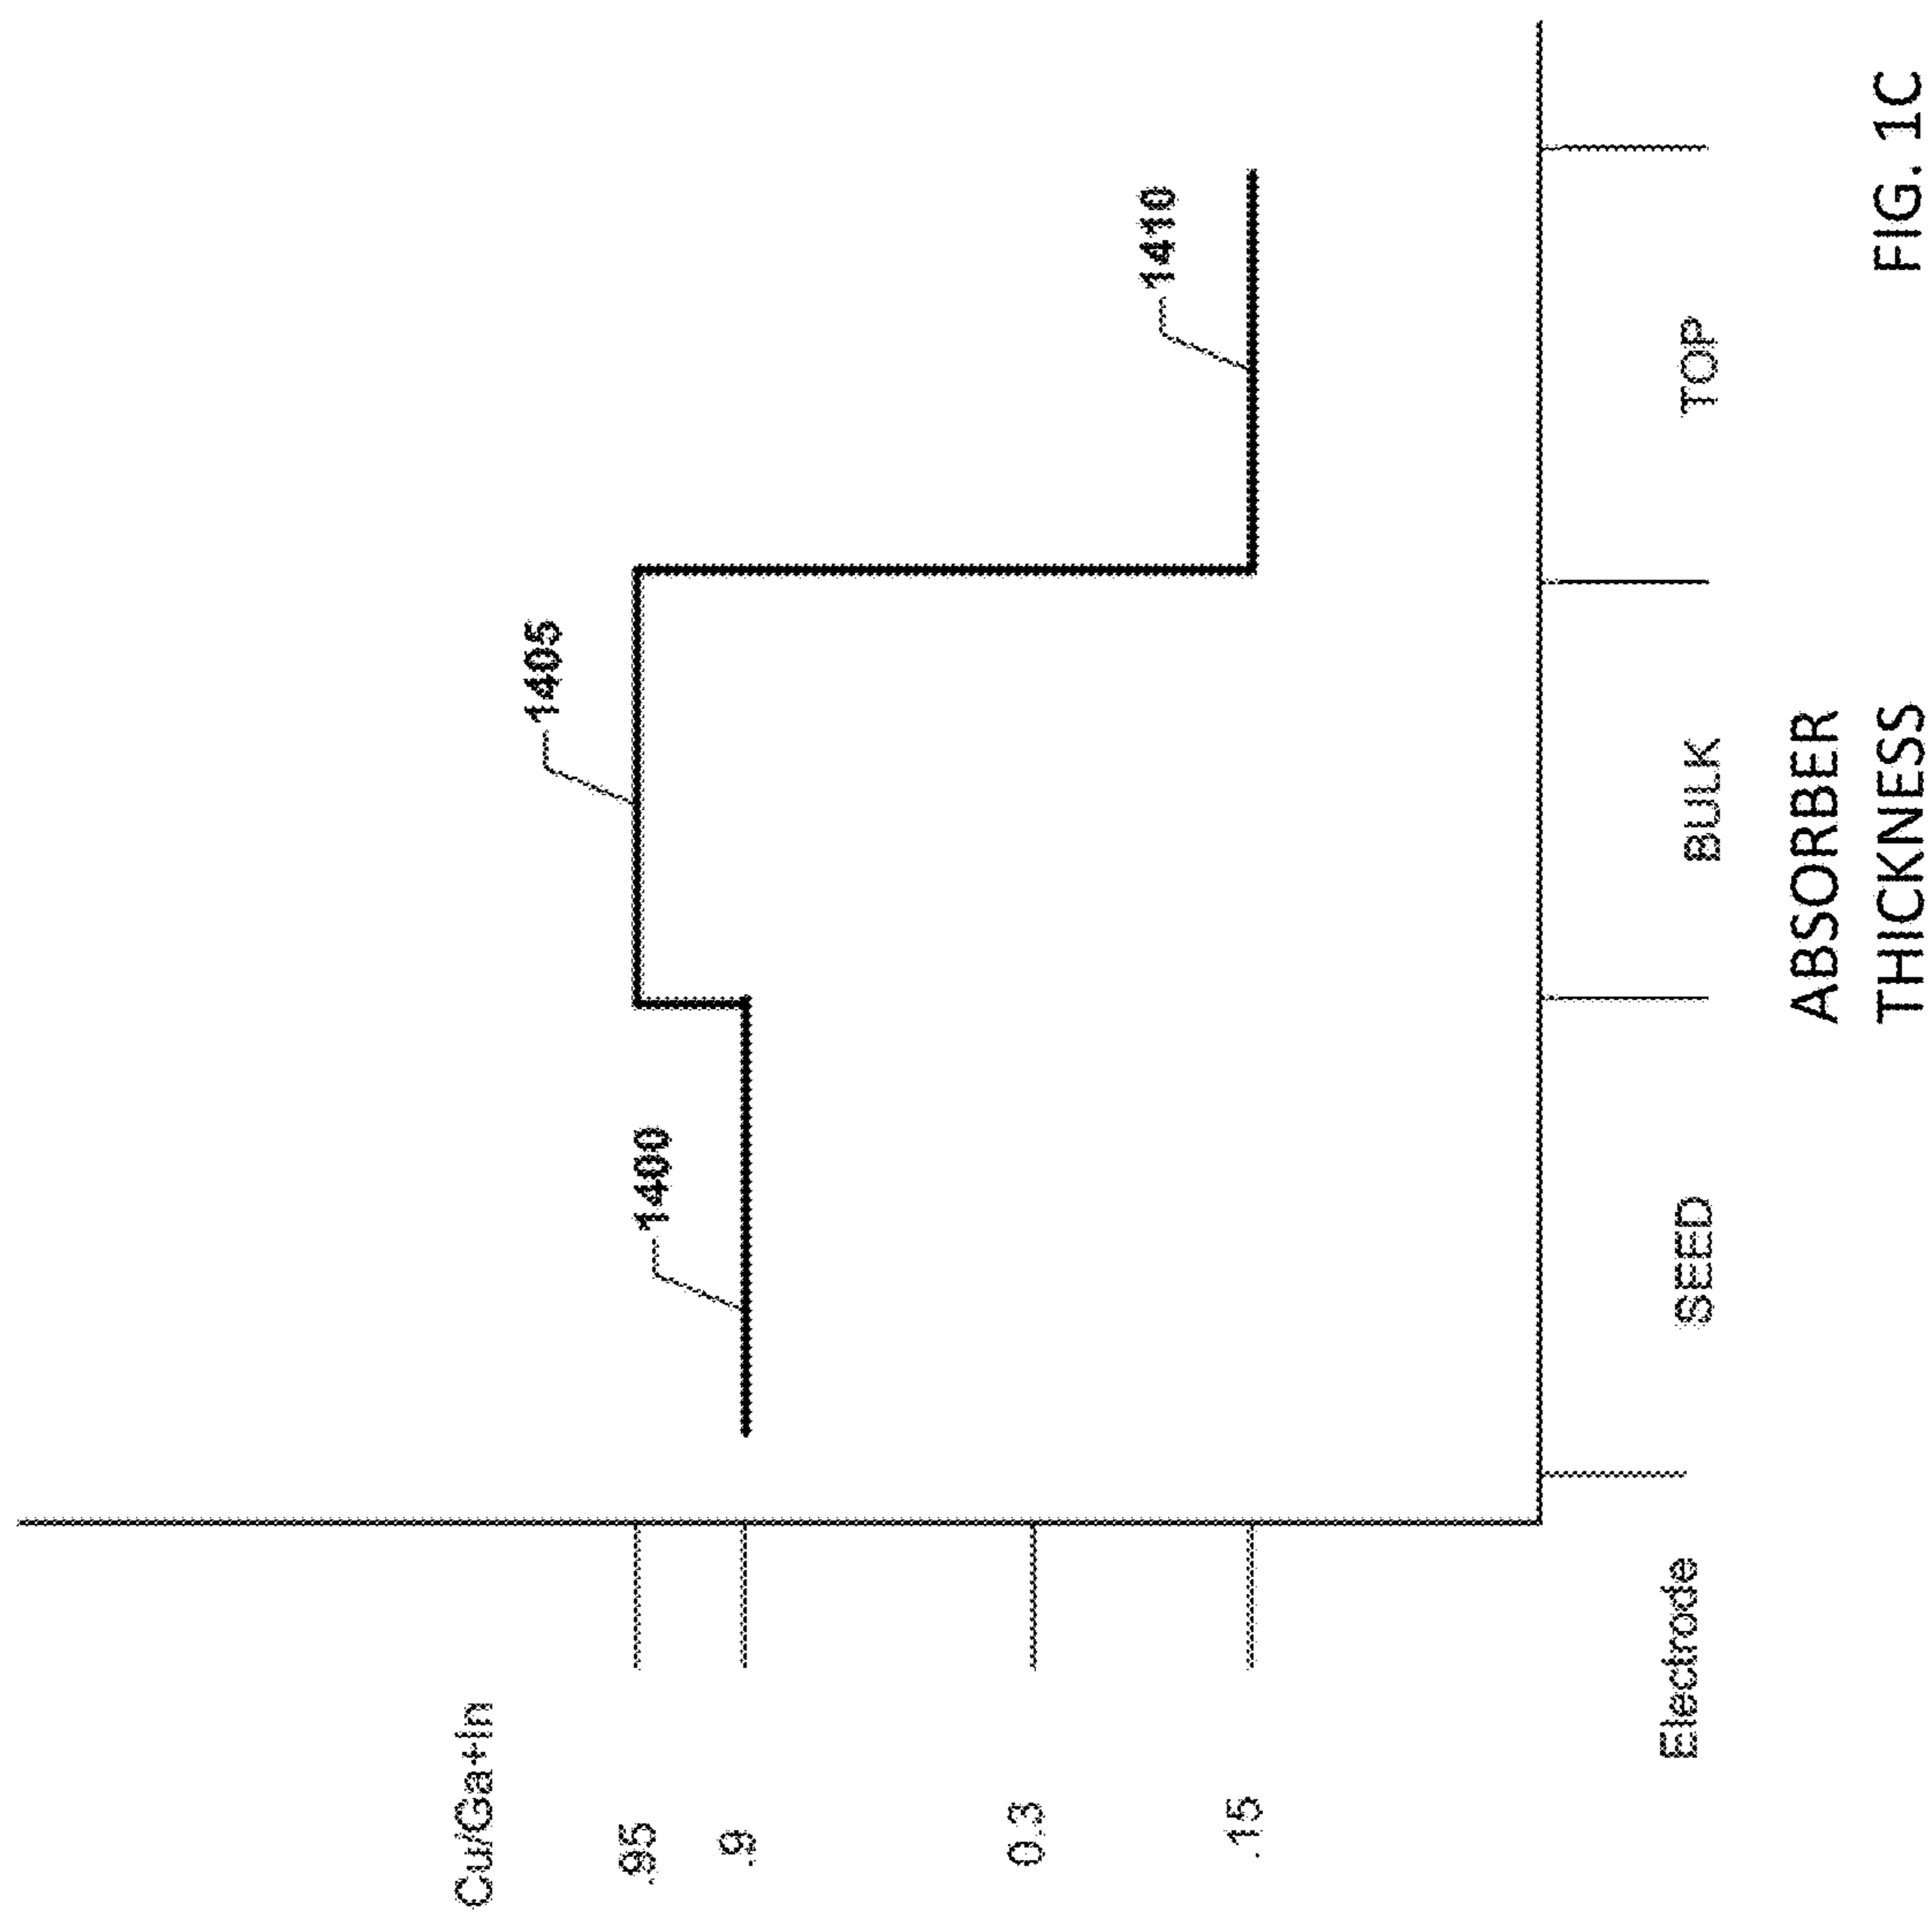 Cu/Ga+In
.95
.9
0.3
.15
1400
1405
1410
Electrode
SEED
BULK
TOP
ABSORBER
THICKNESS
FIG. 1C